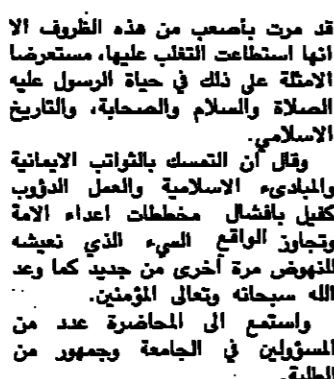 قد مرت بأصعب من هذه الظروف الا
انها استطاعت التغلب عليها، مستعرضا
الامثلة على ذلك في حياة الرسول عليه
الصلاة والسلام والصحابة، والتاريخ
الاسلامي.
وقال أن التمسك بالثوابت الايمانية
والمبادىء الاسلامية والعمل الدؤوب
كفيل بافشال مخططات اعداء الامة
وتجاوز الواقع السيء الذي نعيشه
للنهوض مرة أخرى من جديد كما وعد
الله سبحانه وتعالى المؤمنين.
واستمع الى المحاضرة عدد من
المسؤولين في الجامعة وجمهور من
الطلبة.